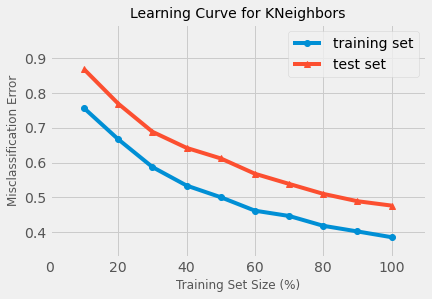 Learning Curve for KNeighbors
training set
test set
Misclassification Error
0.9
0.8
0.7
0.6
0.5
0.4
0 20 40 60 80 100
Training Set Size (%)